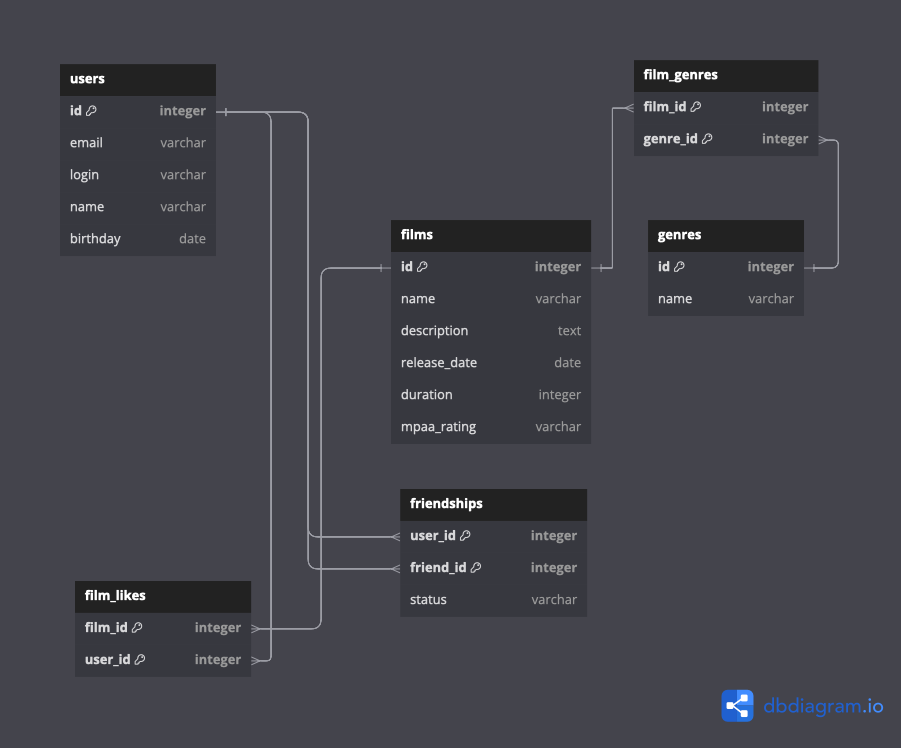 users
id integer
email varchar
login varchar
name varchar
birthday date
film_genres
film_id integer
genre_id integer
films
id integer
name varchar
description text
release_date date
duration integer
mpaa_rating varchar
genres
id integer
name varchar
friendships
user_id integer
friend_id integer
status varchar
film_likes
film_id integer
user_id integer
dbdiagram.io